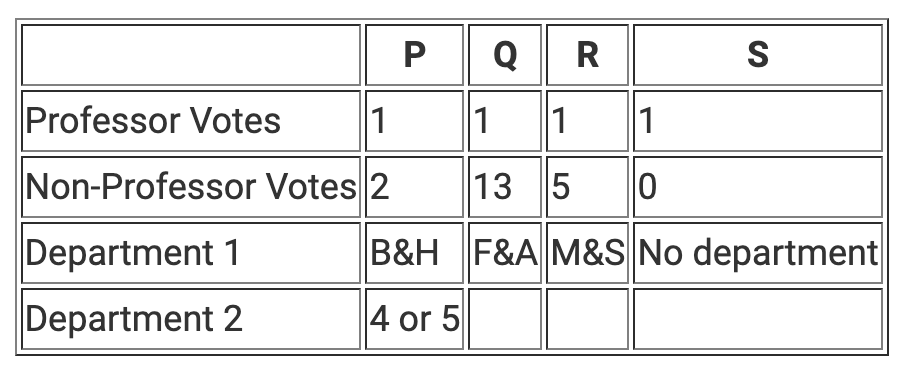 P Q R S
Professor Votes 1 1 1 1
Non-Professor Votes 2 13 5 0
Department 1 B&H F&A M&S No department
Department 2 4 or 5